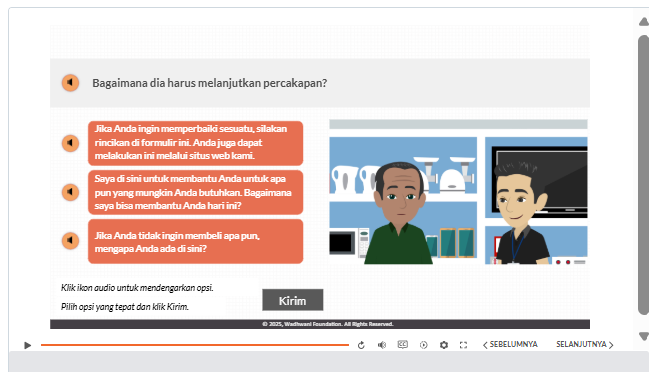 Bagaimana dia harus melanjutkan percakapan?
Jika Anda ingin memperbaiki sesuatu, silakan
rincikan di formulir ini. Anda juga dapat
melakukan ini melalui situs web kami.
Saya di sini untuk membantu Anda untuk apa
pun yang mungkin Anda butuhkan. Bagaimana
saya bisa membantu Anda hari ini?
Jika Anda tidak ingin membeli apa pun,
mengapa Anda ada di sini?
Klik ikon audio untuk mendengarkan opsi.
Pilih opsi yang tepat dan klik Kirim.
Kirim
© 2025, Wadhwani Foundation. All Rights Reserved.
CC
SEBELUMNYA
SELANJUTNYA